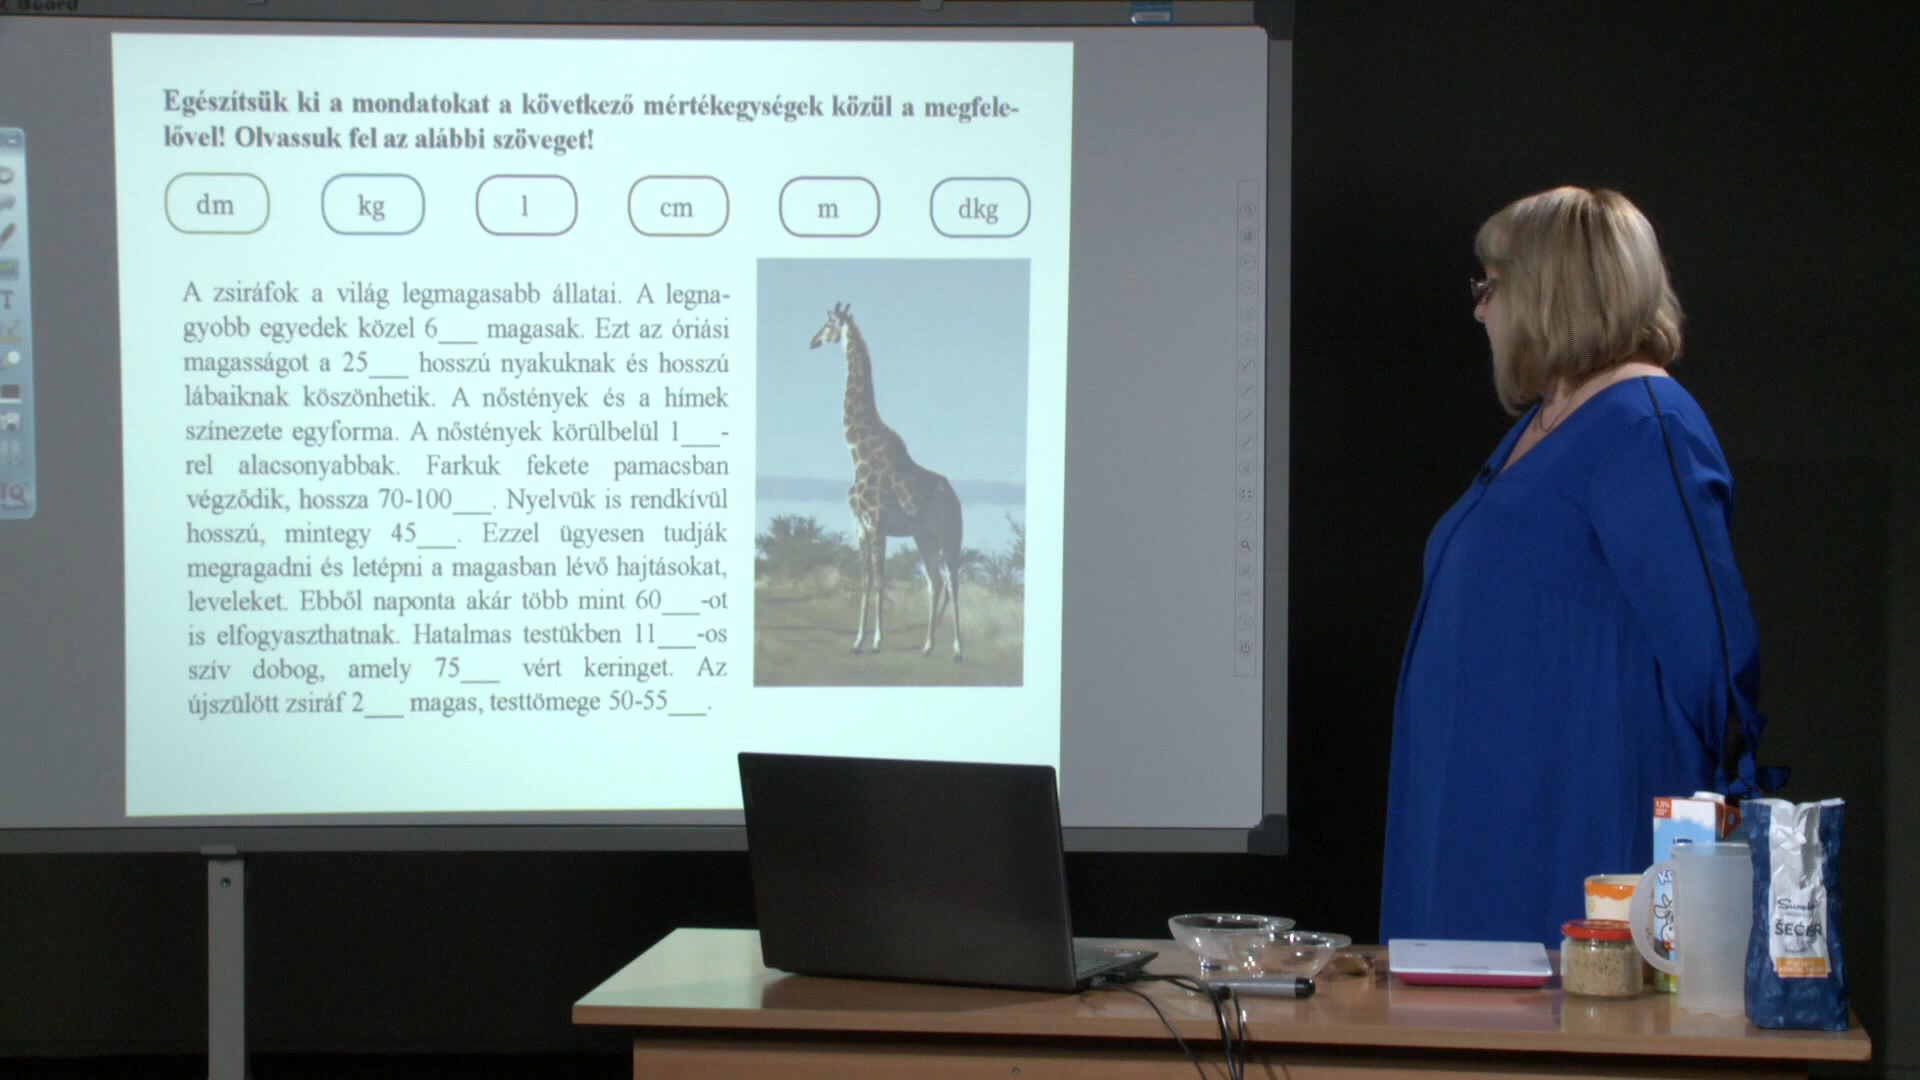 Board
Egészítsük ki a mondatokat a következő mértékegységek közül a megfele-
lővel! Olvassuk fel az alábbi szöveget!
dm kg l cm m dkg
A zsiráfok a világ legmagasabb állatai. A legna-
gyobb egyedek közel 6___ magasak. Ezt az óriási
magasságot a 25___ hosszú nyakuknak és hosszú
lábaiknak köszönhetik. A nőstények és a hímek
színezete egyforma. A nőstények körülbelül 1___-
rel alacsonyabbak. Farkuk fekete pamacsban
végződik, hossza 70-100___. Nyelvük is rendkívül
hosszú, mintegy 45___. Ezzel ügyesen tudják
megragadni és letépni a magasban lévő hajtásokat,
leveleket. Ebből naponta akár több mint 60___-ot
is elfogyaszthatnak. Hatalmas testükben 11___-os
szív dobog, amely 75___ vért keringet. Az
újszülött zsiráf 2___ magas, testtömege 50-55___.
ŠEĆER